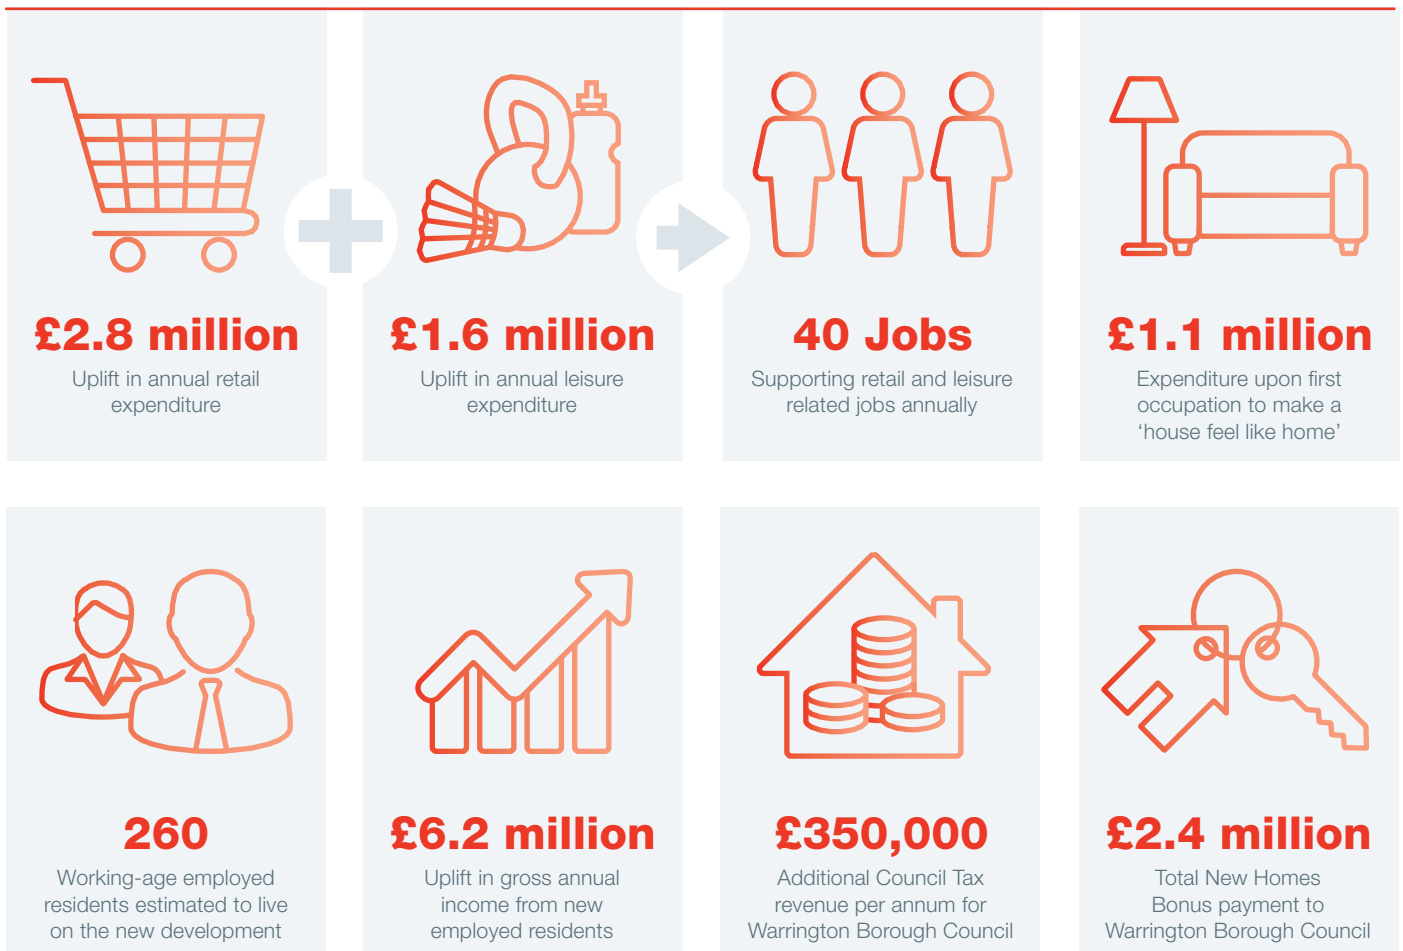 £2.8 million
Uplift in annual retail
expenditure
£1.6 million
Uplift in annual leisure
expenditure
40 Jobs
Supporting retail and leisure
related jobs annually
£1.1 million
Expenditure upon first
occupation to make a
‘house feel like home’
260
Working-age employed
residents estimated to live
on the new development
£6.2 million
Uplift in gross annual
income from new
employed residents
£350,000
Additional Council Tax
revenue per annum for
Warrington Borough Council
£2.4 million
Total New Homes
Bonus payment to
Warrington Borough Council